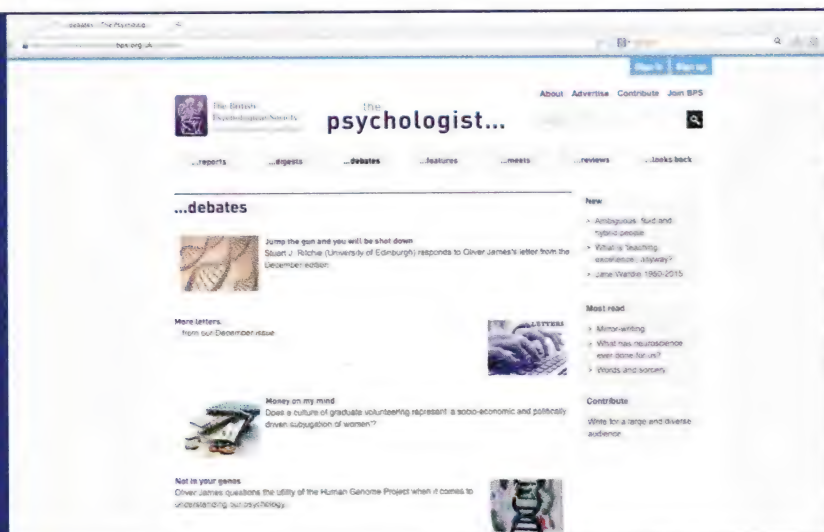 debates - The Psycholog
bps.org.uk
Sign in Sign up
About Advertise Contribute Join BPS
The British
Psychological Society
the
psychologist...
...reports ...digests ...debates ...features ...meets ...reviews ...looks back
...debates
Jump the gun and you will be shot down
Stuart J. Ritchie (University of Edinburgh) responds to Oliver James's letter from the
December edition
More letters.
from our December issue
LETTERS
Money on my mind
Does a culture of graduate volunteering represent a socio-economic and politically
driven subjugation of women?
Not in your genes
Oliver James questions the utility of the Human Genome Project when it comes to
understanding our psychology.
New
Ambiguous, fluid and
hybrid people
What is 'teaching
excellence', anyway?
Jane Wardle 1950-2015
Most read
Mirror-writing
What has neuroscience
ever done for us?
Words and sorcery
Contribute
Write for a large and diverse
audience